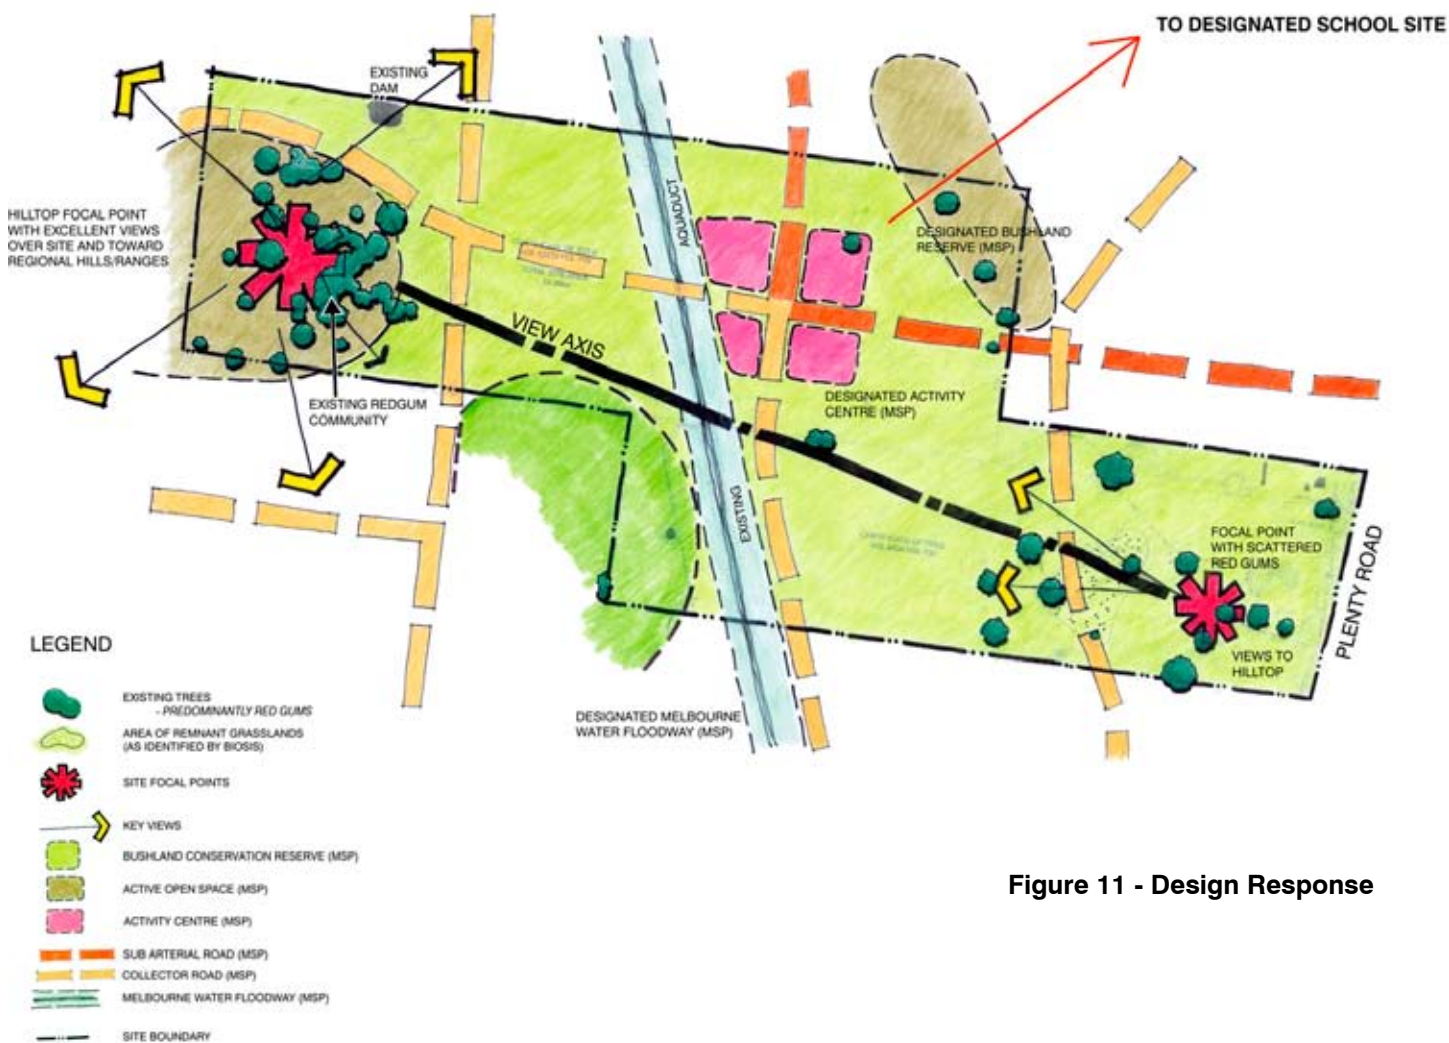 TO DESIGNATED SCHOOL SITE
EXISTING
DAM
HILLTOP FOCAL POINT
WITH EXCELLENT VIEWS
OVER SITE AND TOWARD
REGIONAL HILLS/RANGES
AQUADUCT
DESIGNATED BUSHLAND
RESERVE (MSP)
VIEW AXIS
EXISTING REDGUM
COMMUNITY
DESIGNATED ACTIVITY
CENTRE (MSP)
EXISTING
FOCAL POINT
WITH SCATTERED
RED GUMS
PLENTY ROAD
VIEWS TO
HILLTOP
DESIGNATED MELBOURNE
WATER FLOODWAY (MSP)
LEGEND
EXISTING TREES
- PREDOMINANTLY RED GUMS
AREA OF REMNANT GRASSLANDS
(AS IDENTIFIED BY BIOSIS)
SITE FOCAL POINTS
KEY VIEWS
BUSHLAND CONSERVATION RESERVE (MSP)
ACTIVE OPEN SPACE (MSP)
ACTIVITY CENTRE (MSP)
SUB ARTERIAL ROAD (MSP)
COLLECTOR ROAD (MSP)
MELBOURNE WATER FLOODWAY (MSP)
SITE BOUNDARY
Figure 11 - Design Response